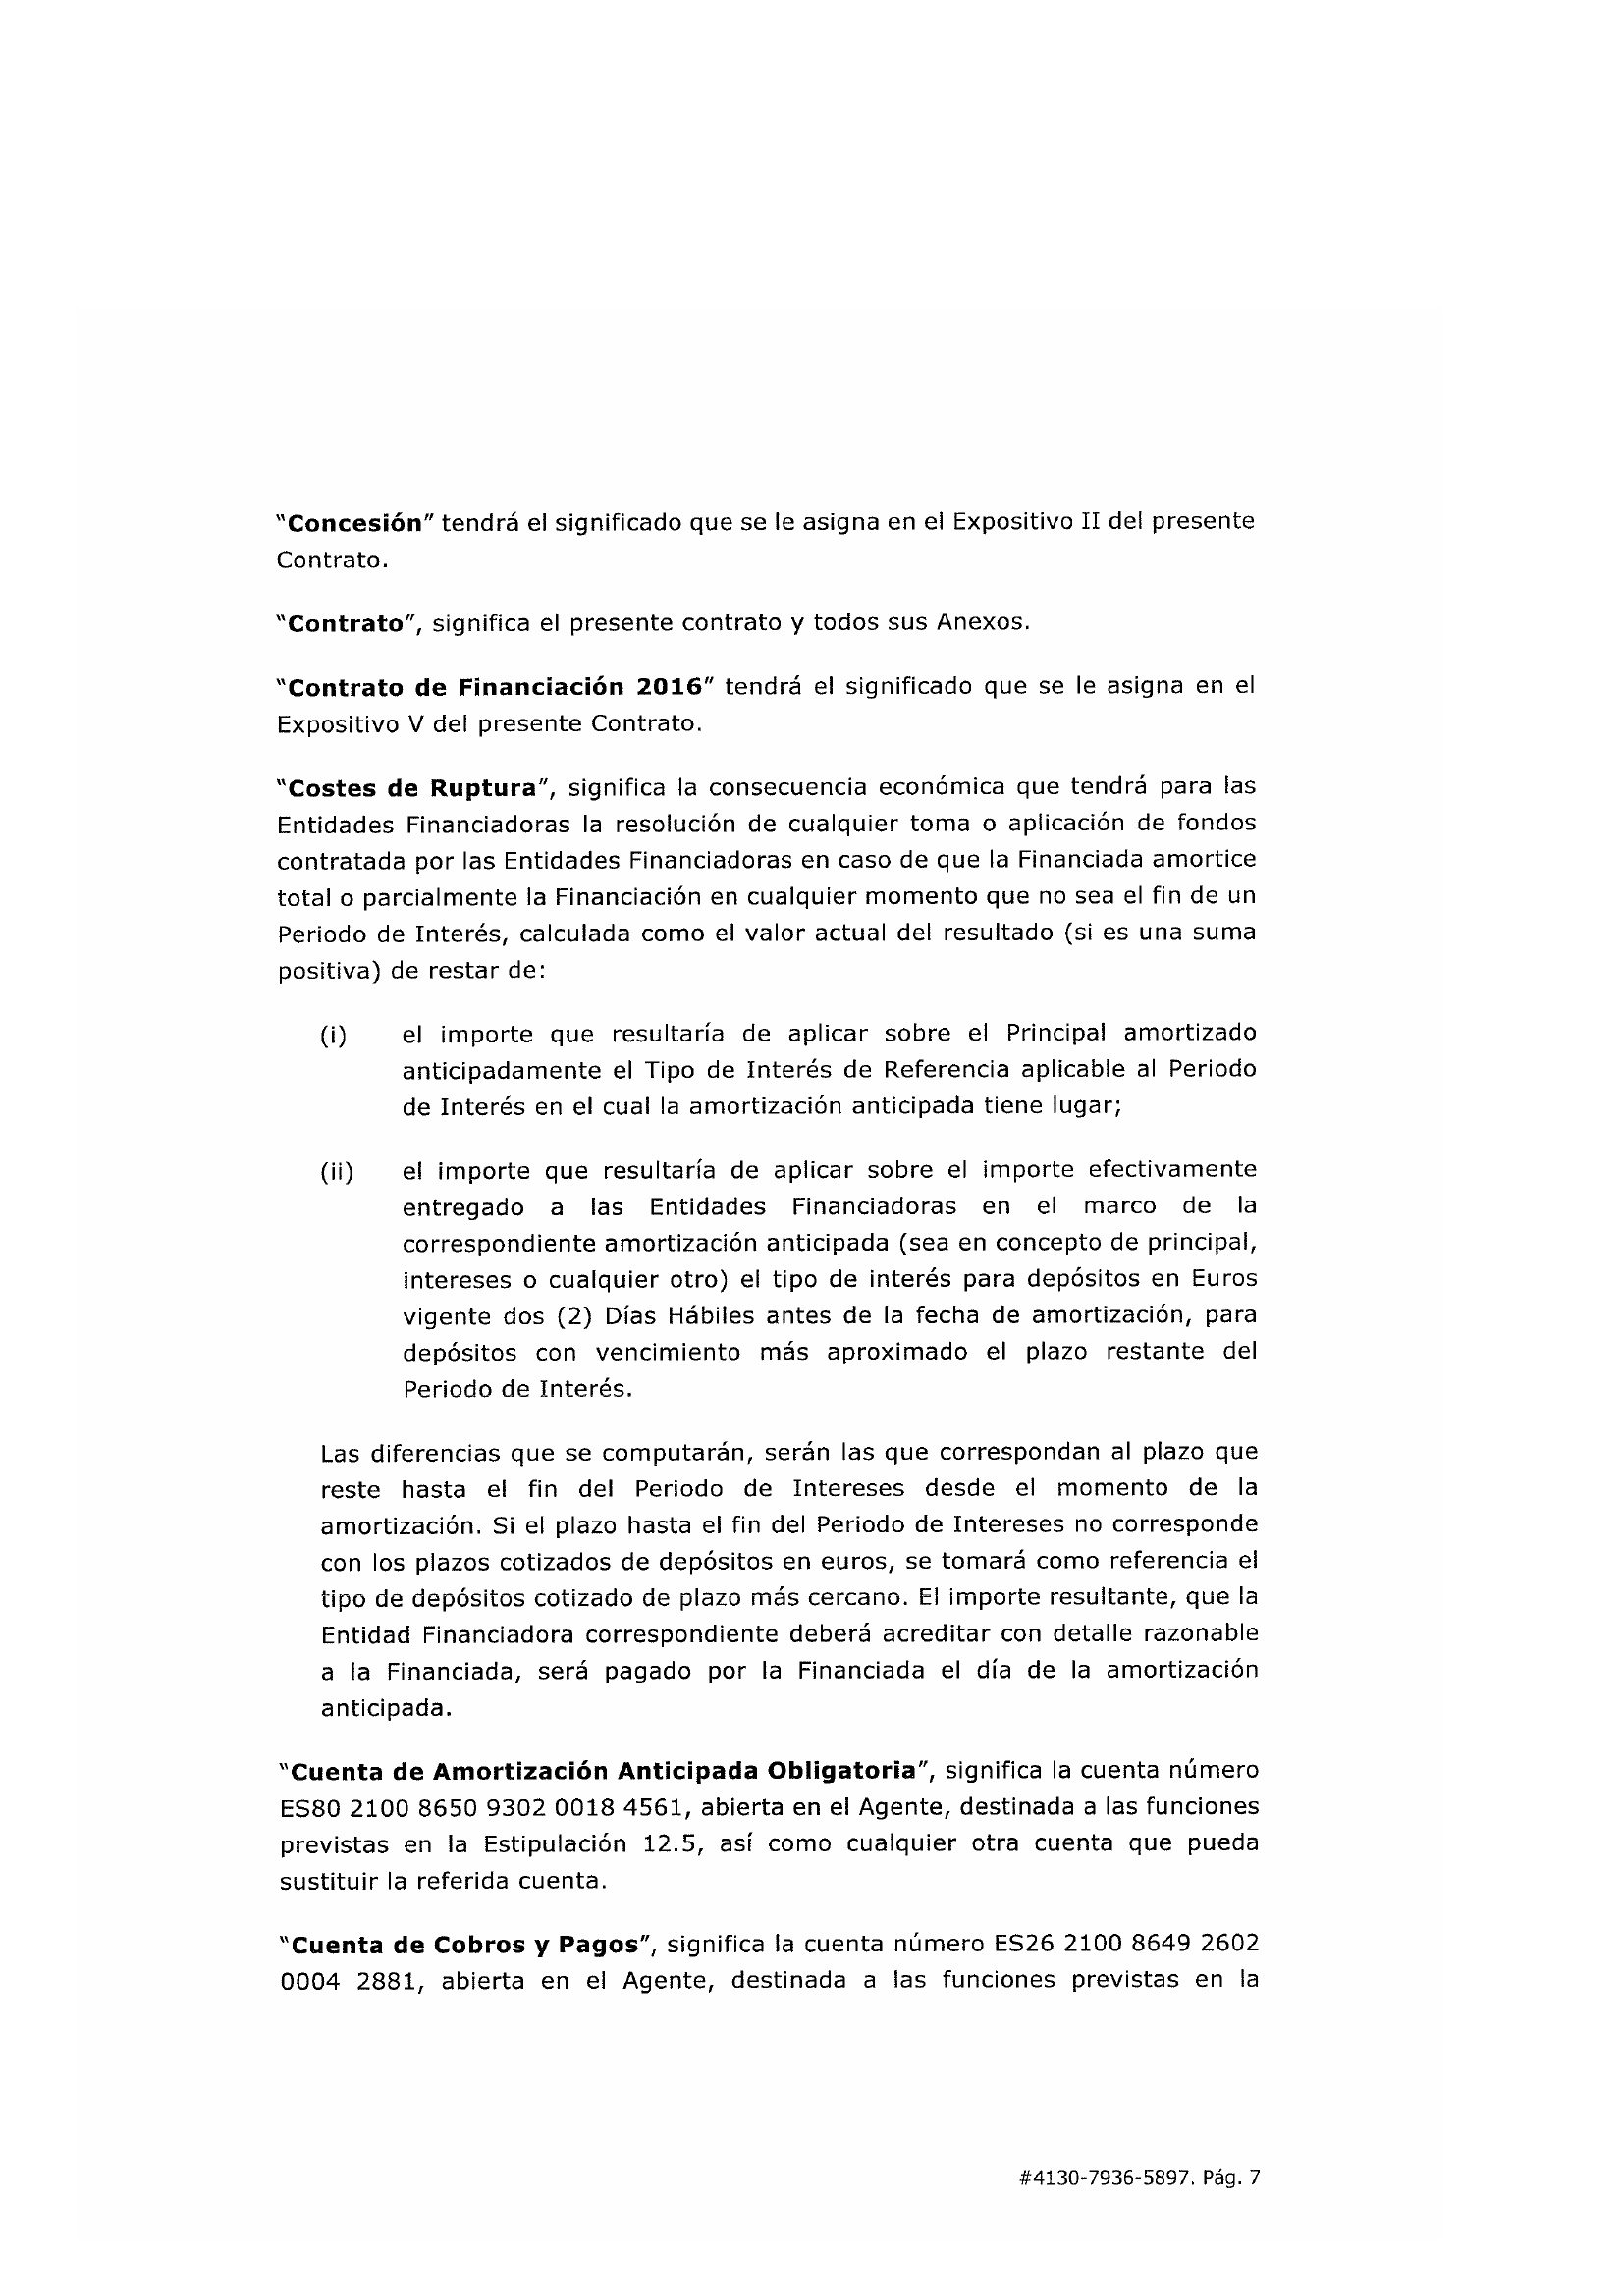 "Concesión" tendrá el significado que se le asigna en el Expositivo II del presente
Contrato.
"Contrato", significa el presente contrato y todos sus Anexos.
"Contrato de Financiación 2016" tendrá el significado que se le asigna en el
Expositivo V del presente Contrato.
"Costes de Ruptura", significa la consecuencia económica que tendrá para las
Entidades Financiadoras la resolución de cualquier toma o aplicación de fondos
contratada por las Entidades Financiadoras en caso de que la Financiada amortice
total o parcialmente la Financiación en cualquier momento que no sea el fin de un
Periodo de Interés, calculada como el valor actual del resultado (si es una suma
positiva) de restar de:
(i) el importe que resultaría de aplicar sobre el Principal amortizado
anticipadamente el Tipo de Interés de Referencia aplicable al Periodo
de Interés en el cual la amortización anticipada tiene lugar;
(ii) el importe que resultaría de aplicar sobre el importe efectivamente
entregado a las Entidades Financiadoras en el marco de la
correspondiente amortización anticipada (sea en concepto de principal,
intereses o cualquier otro) el tipo de interés para depósitos en Euros
vigente dos (2) Días Hábiles antes de la fecha de amortización, para
depósitos con vencimiento más aproximado el plazo restante del
Periodo de Interés.
Las diferencias que se computarán, serán las que correspondan al plazo que
reste hasta el fin del Periodo de Intereses desde el momento de la
amortización. Si el plazo hasta el fin del Periodo de Intereses no corresponde
con los plazos cotizados de depósitos en euros, se tomará como referencia el
tipo de depósitos cotizado de plazo más cercano. El importe resultante, que la
Entidad Financiadora correspondiente deberá acreditar con detalle razonable
a la Financiada, será pagado por la Financiada el día de la amortización
anticipada.
"Cuenta de Amortización Anticipada Obligatoria", significa la cuenta número
ES80 2100 8650 9302 0018 4561, abierta en el Agente, destinada a las funciones
previstas en la Estipulación 12.5, así como cualquier otra cuenta que pueda
sustituir la referida cuenta.
"Cuenta de Cobros y Pagos", significa la cuenta número ES26 2100 8649 2602
0004 2881, abierta en el Agente, destinada a las funciones previstas en la
#4130-7936-5897. Pág. 7